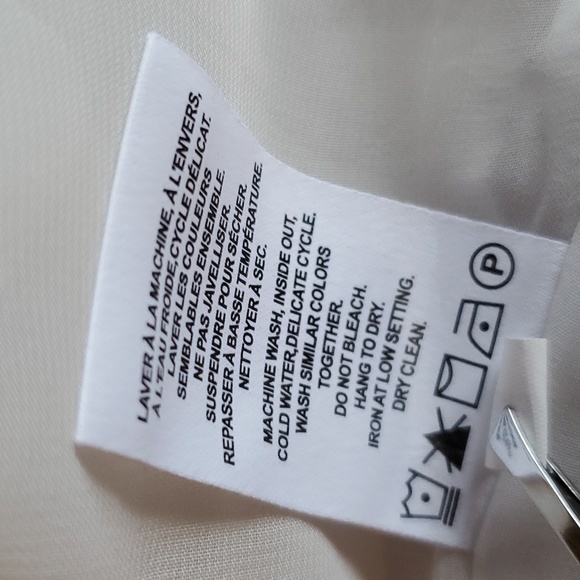 LAVER À LA MACHINE, À L'ENVERS,
À L'EAU FROIDE,CYCLE DÉLICAT.
LAVER LES COULEURS
SEMBLABLES ENSEMBLE.
NE PAS JAVELLISER.
SUSPENDRE POUR SÉCHER.
REPASSER À BASSE TEMPÉRATURE.
NETTOYER À SEC.
MACHINE WASH, INSIDE OUT,
COLD WATER,DELICATE CYCLE.
WASH SIMILAR COLORS
TOGETHER.
DO NOT BLEACH.
HANG TO DRY.
IRON AT LOW SETTING.
DRY CLEAN.
P